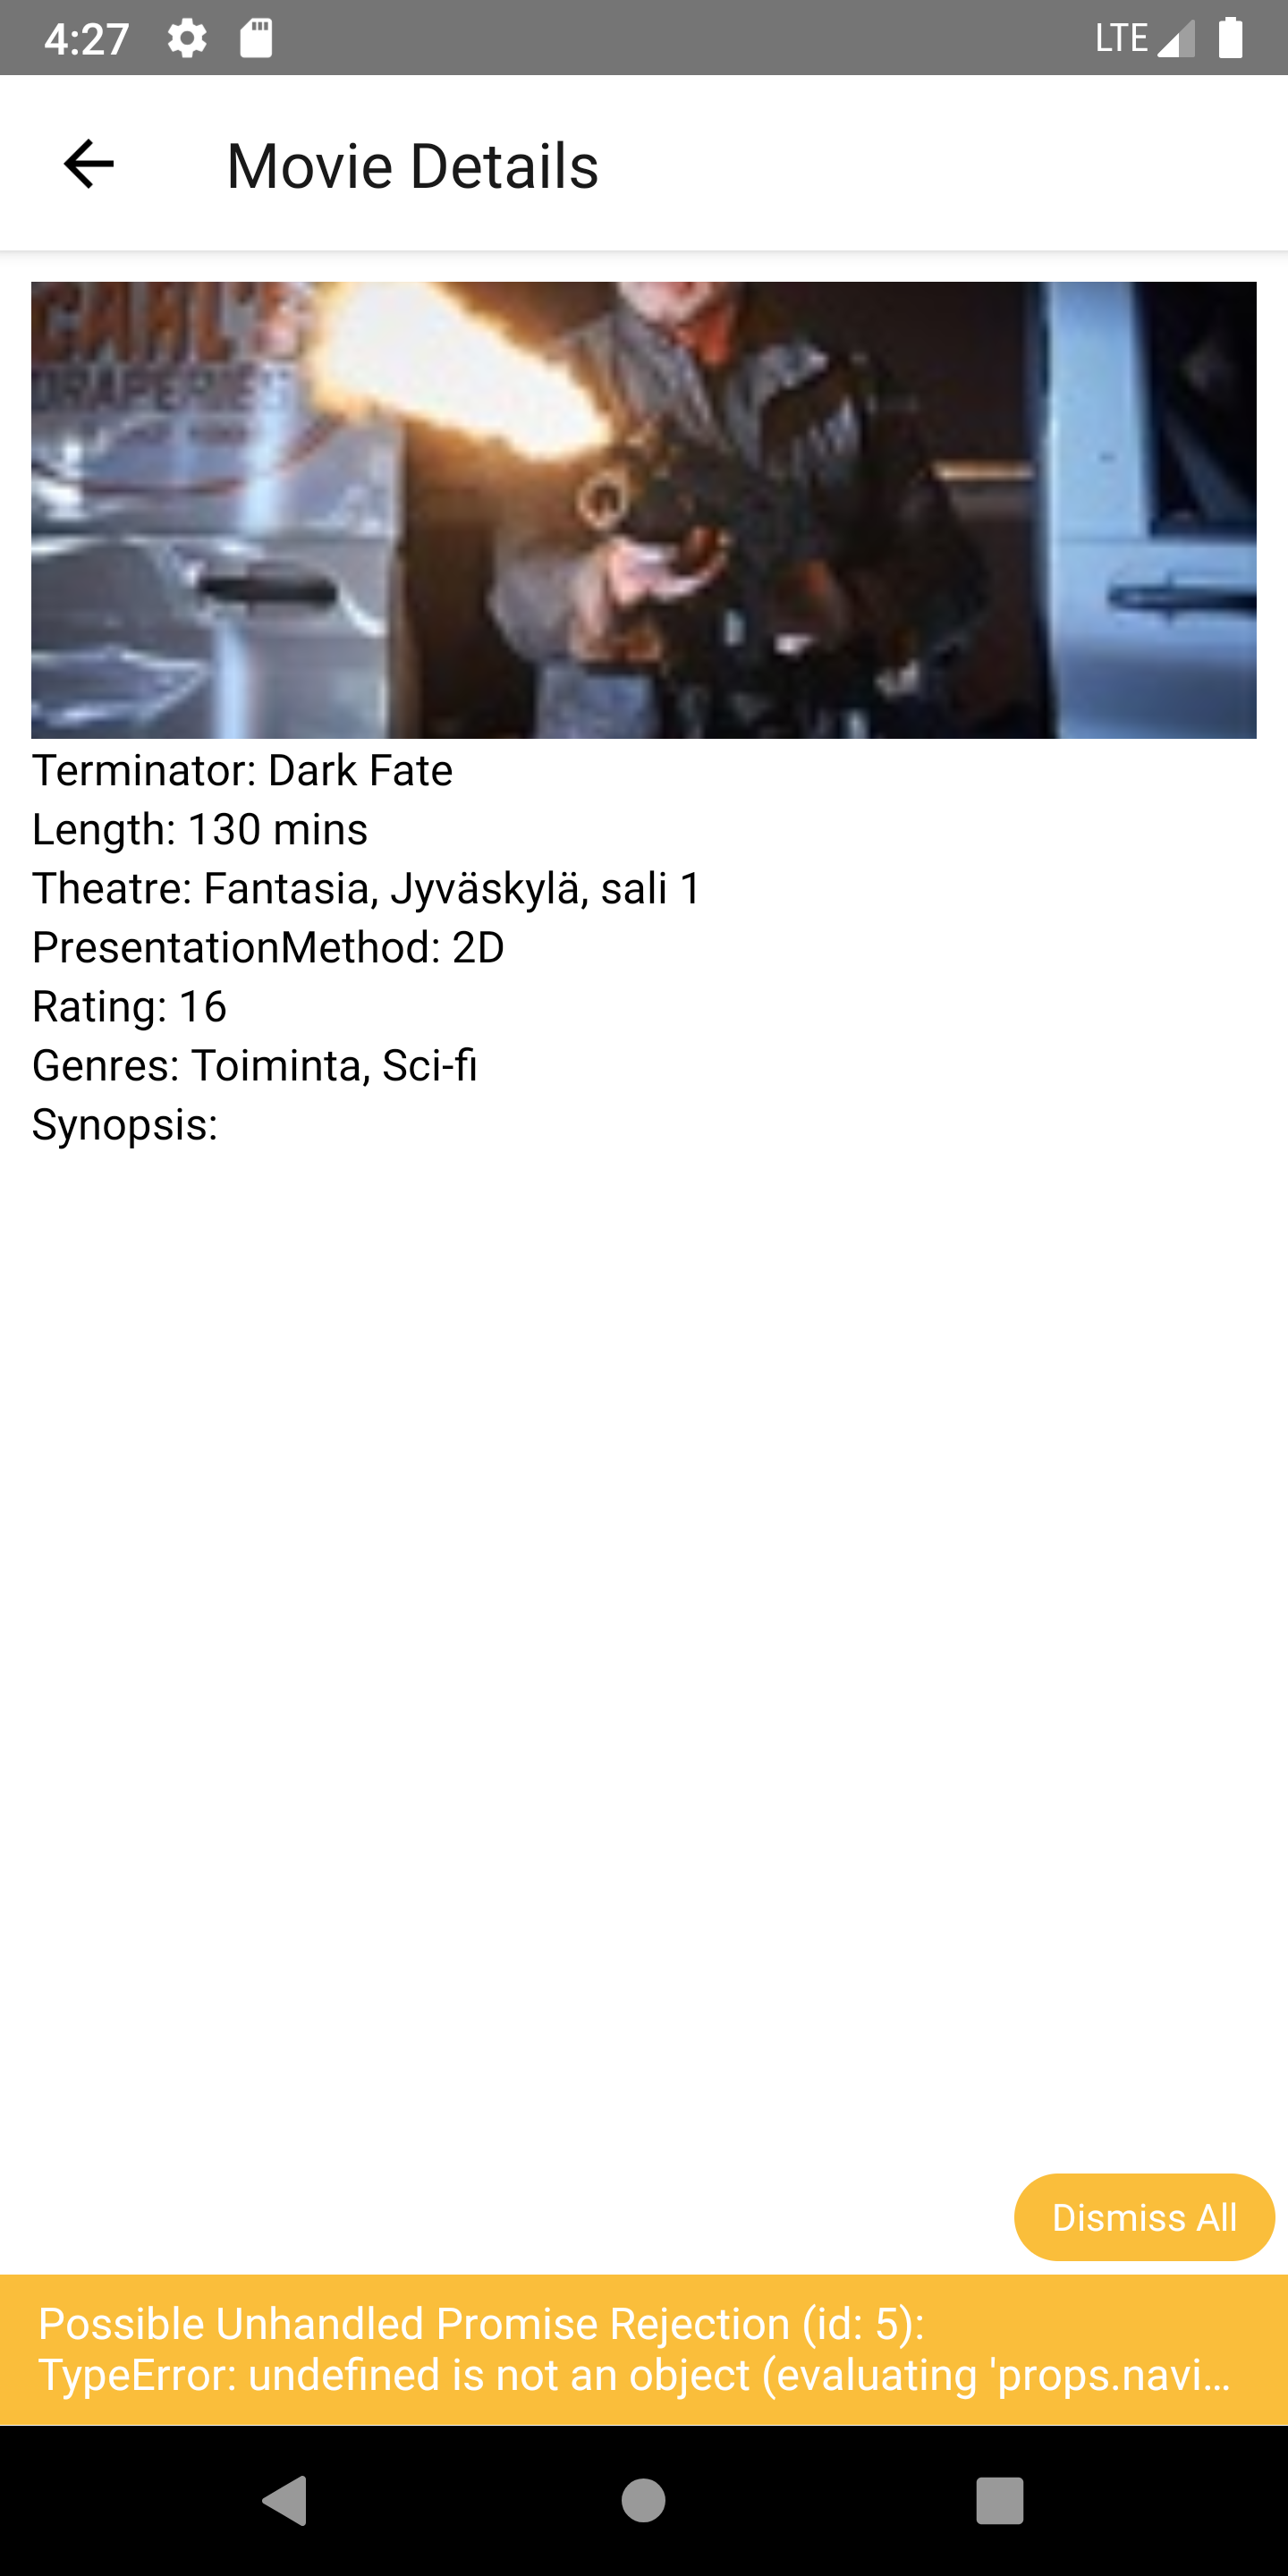 4:27 LTE
Movie Details
Terminator: Dark Fate
Length: 130 mins
Theatre: Fantasia, Jyväskylä, sali 1
PresentationMethod: 2D
Rating: 16
Genres: Toiminta, Sci-fi
Synopsis:
Dismiss All
Possible Unhandled Promise Rejection (id: 5):
TypeError: undefined is not an object (evaluating 'props.navi...